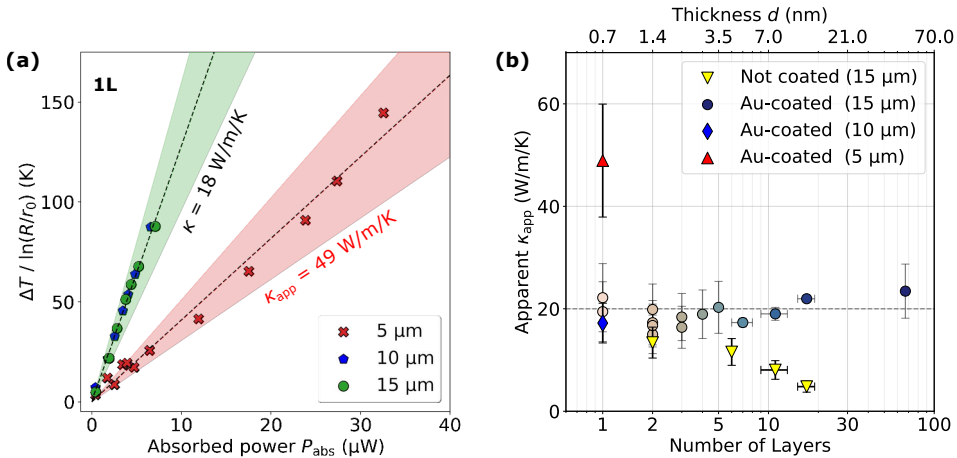 (a)
1L
κ = 18 W/m/K
κapp = 49 W/m/K
ΔT / ln(R/r0) (K)
150
100
50
0
0 10 20 30 40
Absorbed power Pabs (μW)
5 μm
10 μm
15 μm
(b)
Thickness d (nm)
0.7 1.4 3.5 7.0 21.0 70.0
Not coated (15 μm)
Au-coated (15 μm)
Au-coated (10 μm)
Au-coated (5 μm)
Apparent κapp (W/m/K)
60
40
20
0
1 2 5 10 30 100
Number of Layers